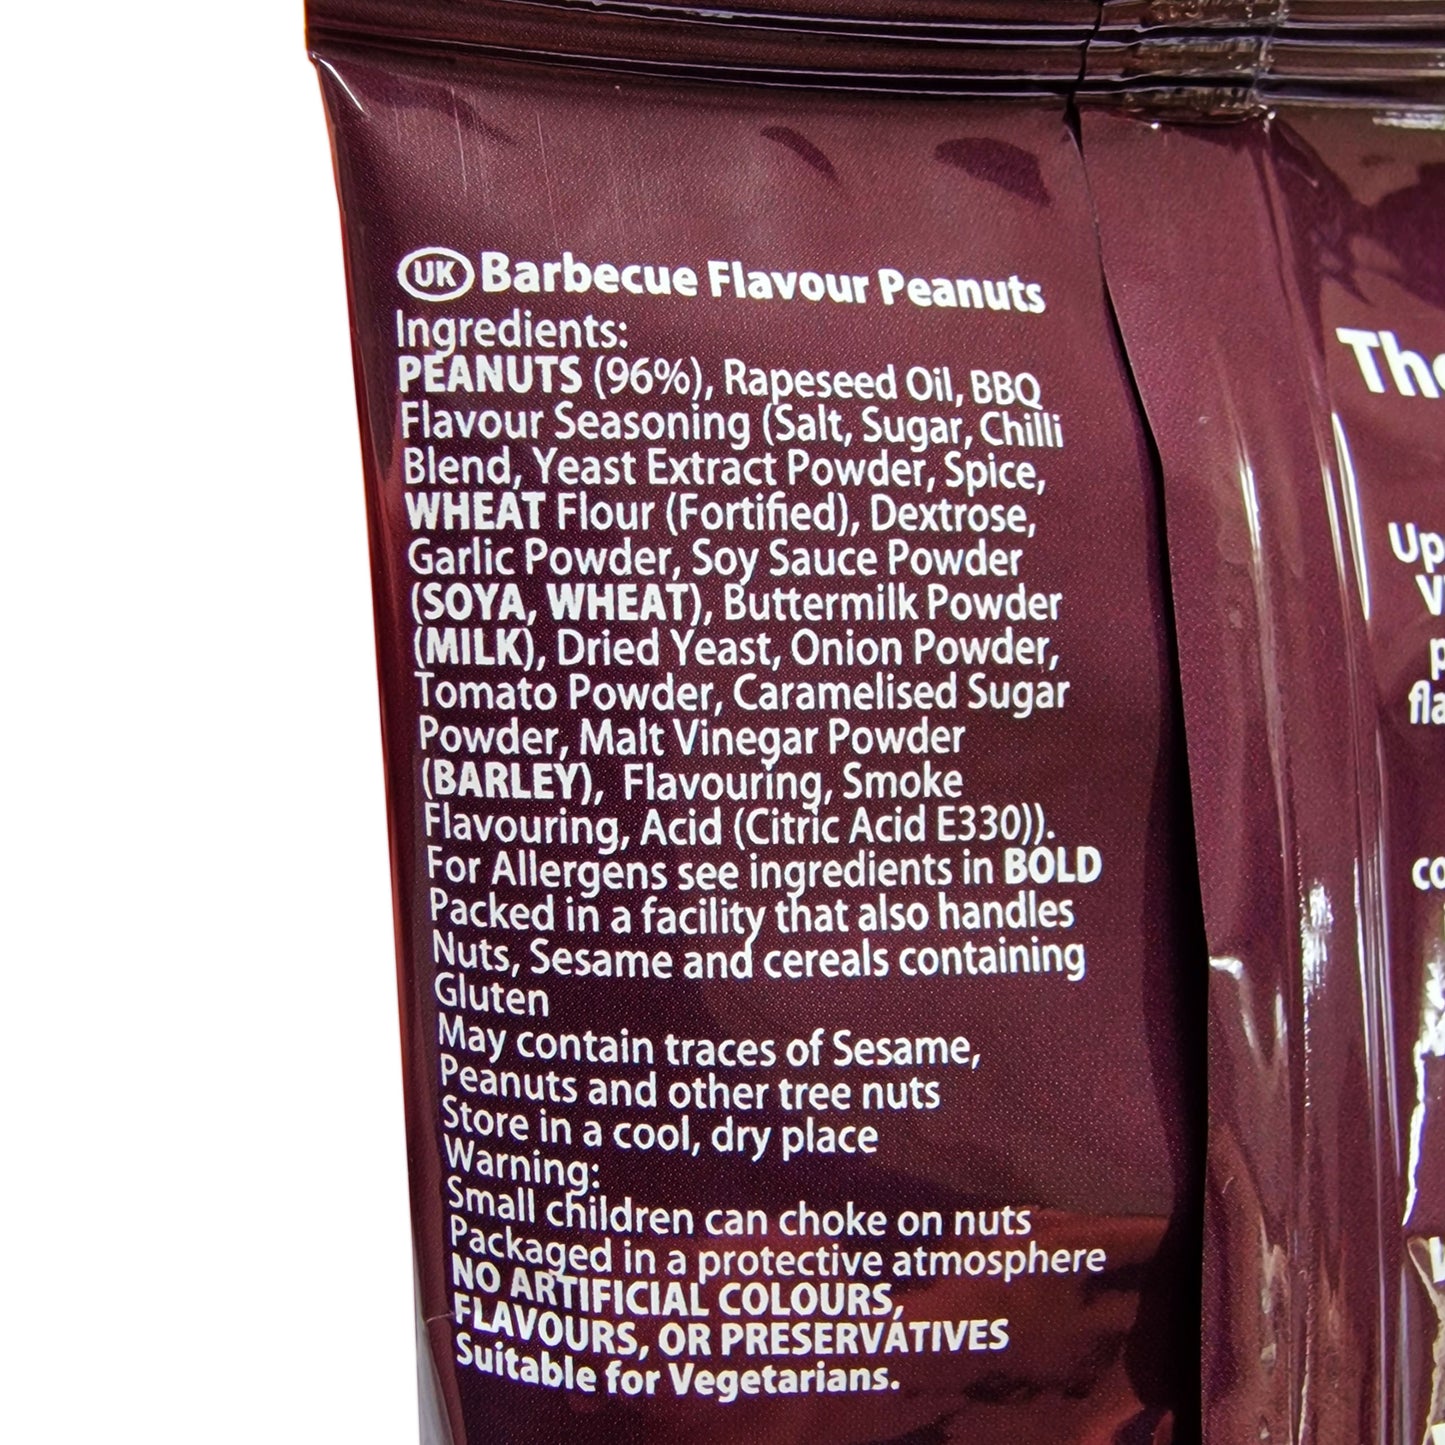 UK Barbecue Flavour Peanuts
Ingredients:
PEANUTS (96%), Rapeseed Oil, BBQ
Flavour Seasoning (Salt, Sugar, Chilli
Blend, Yeast Extract Powder, Spice,
WHEAT Flour (Fortified), Dextrose,
Garlic Powder, Soy Sauce Powder
(SOYA, WHEAT), Buttermilk Powder
(MILK), Dried Yeast, Onion Powder,
Tomato Powder, Caramelised Sugar
Powder, Malt Vinegar Powder
(BARLEY), Flavouring, Smoke
Flavouring, Acid (Citric Acid E330)).
For Allergens see ingredients in BOLD
Packed in a facility that also handles
Nuts, Sesame and cereals containing
Gluten
May contain traces of Sesame,
Peanuts and other tree nuts
Store in a cool, dry place
Warning:
Small children can choke on nuts
Packaged in a protective atmosphere
NO ARTIFICIAL COLOURS,
FLAVOURS, OR PRESERVATIVES
Suitable for Vegetarians.